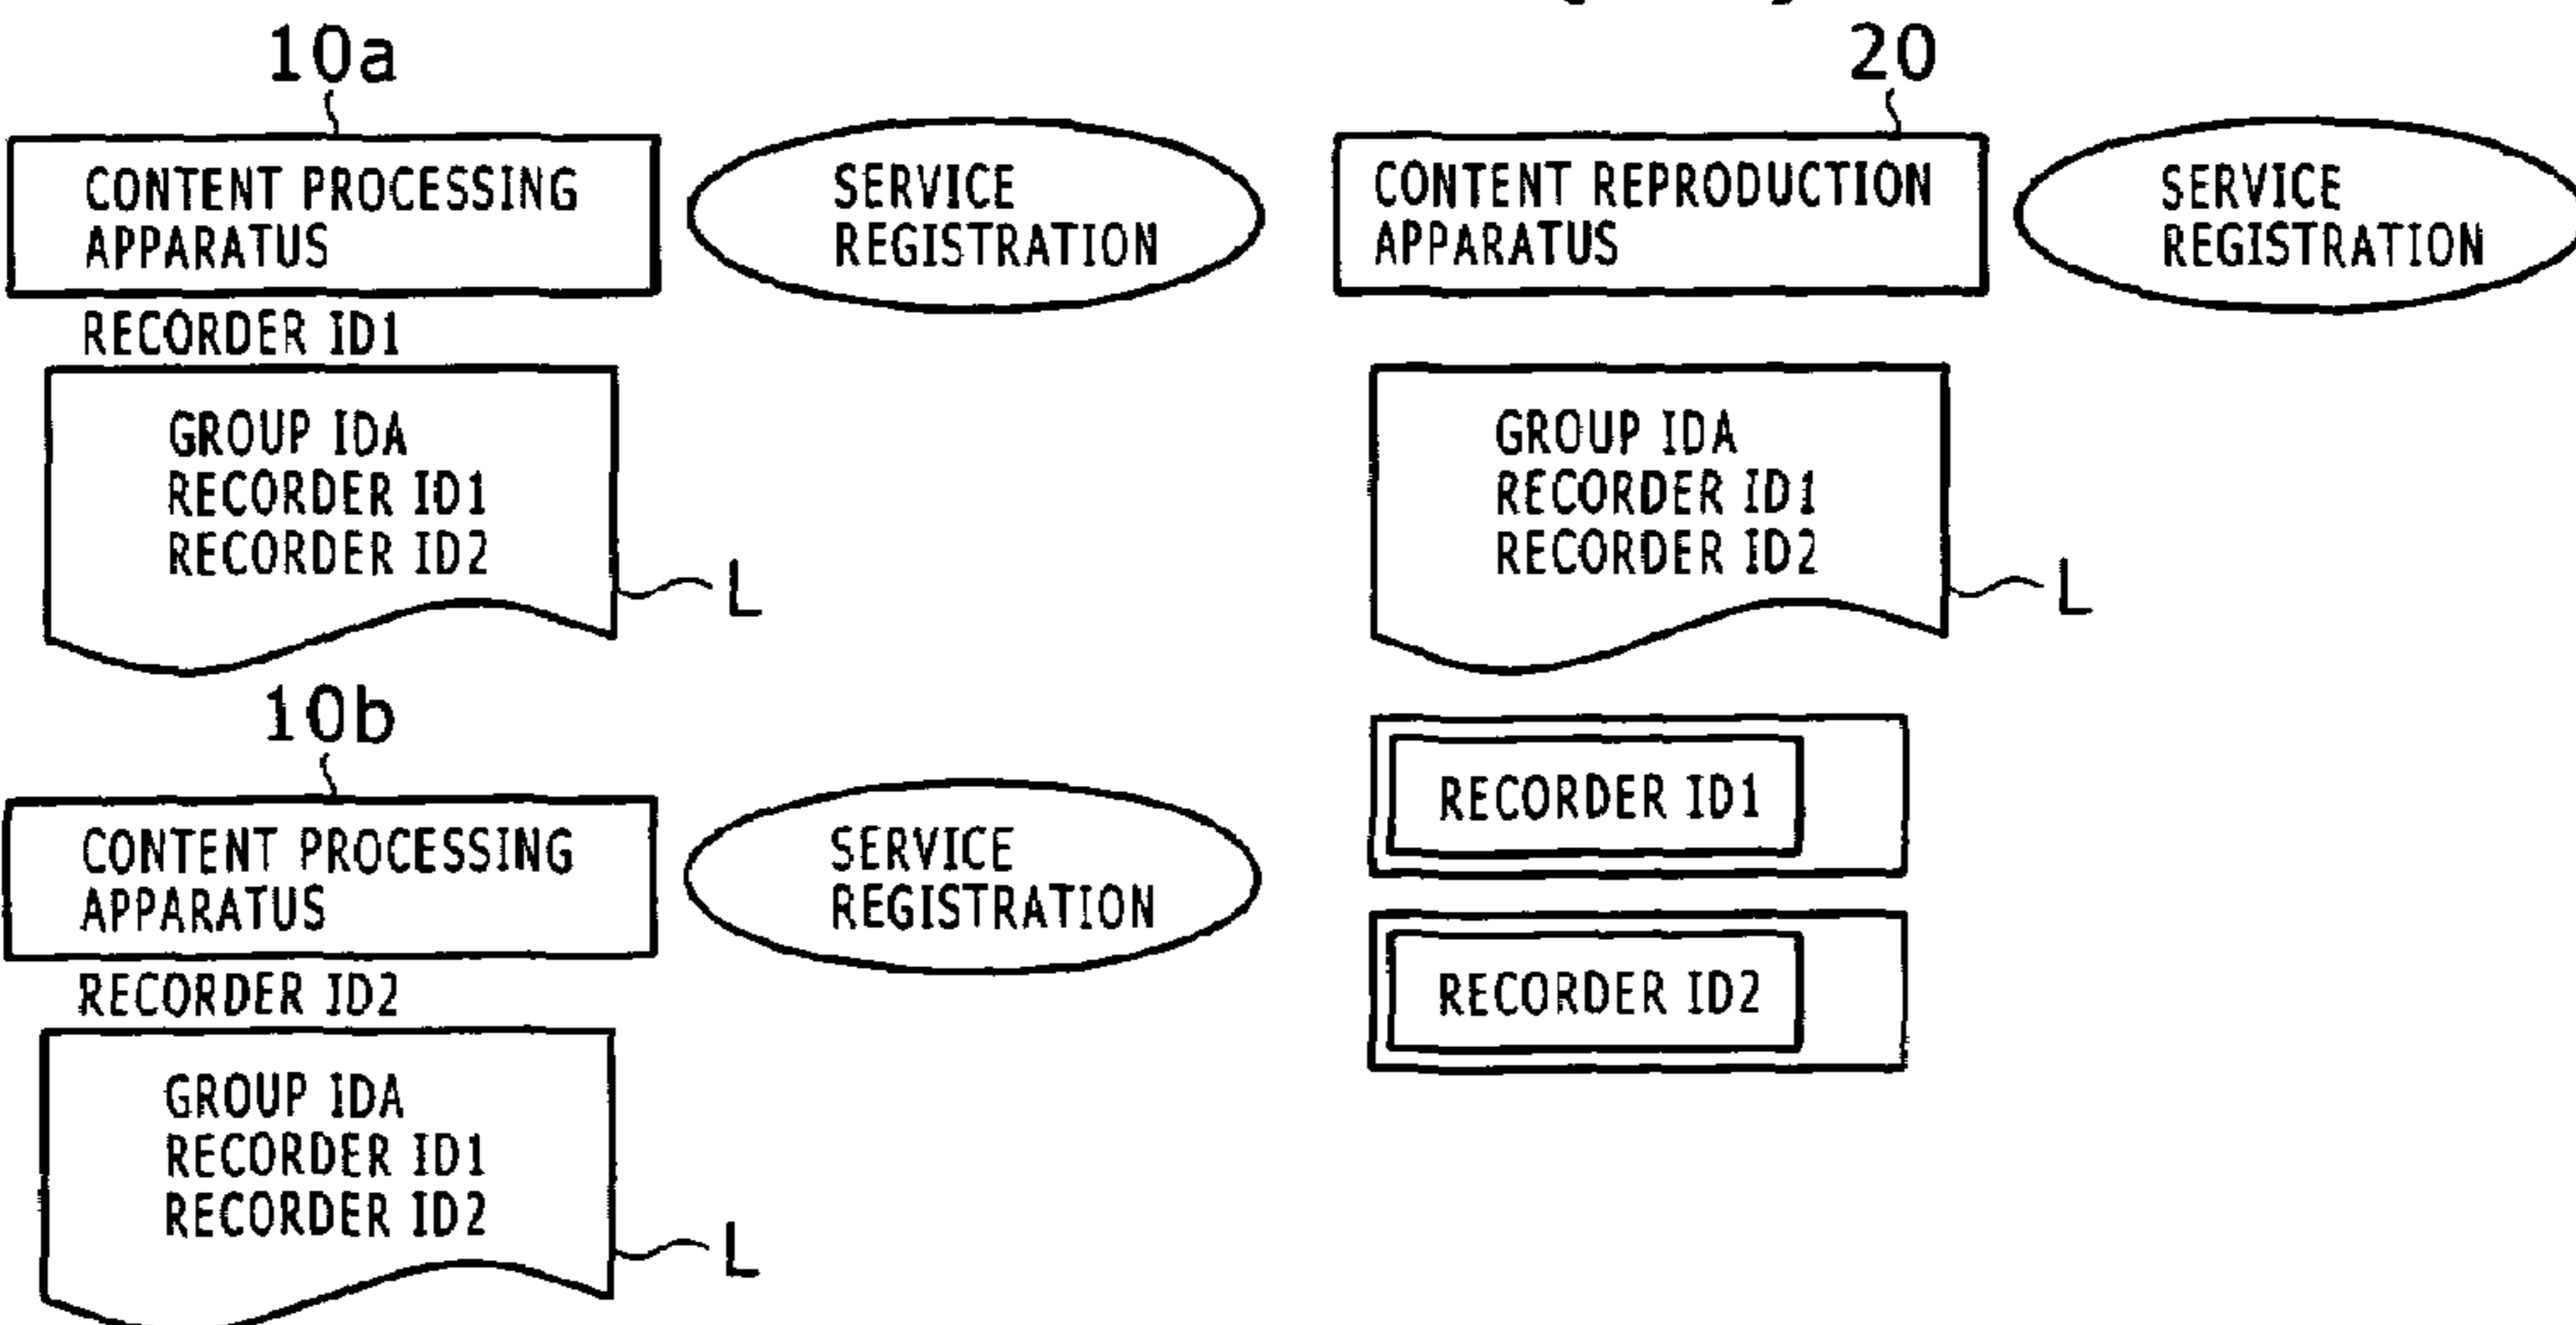 10a
CONTENT PROCESSING
APPARATUS
SERVICE
REGISTRATION
RECORDER ID1
GROUP IDA
RECORDER ID1
RECORDER ID2
L
10b
CONTENT PROCESSING
APPARATUS
SERVICE
REGISTRATION
RECORDER ID2
GROUP IDA
RECORDER ID1
RECORDER ID2
L
20
CONTENT REPRODUCTION
APPARATUS
SERVICE
REGISTRATION
GROUP IDA
RECORDER ID1
RECORDER ID2
L
RECORDER ID1
RECORDER ID2